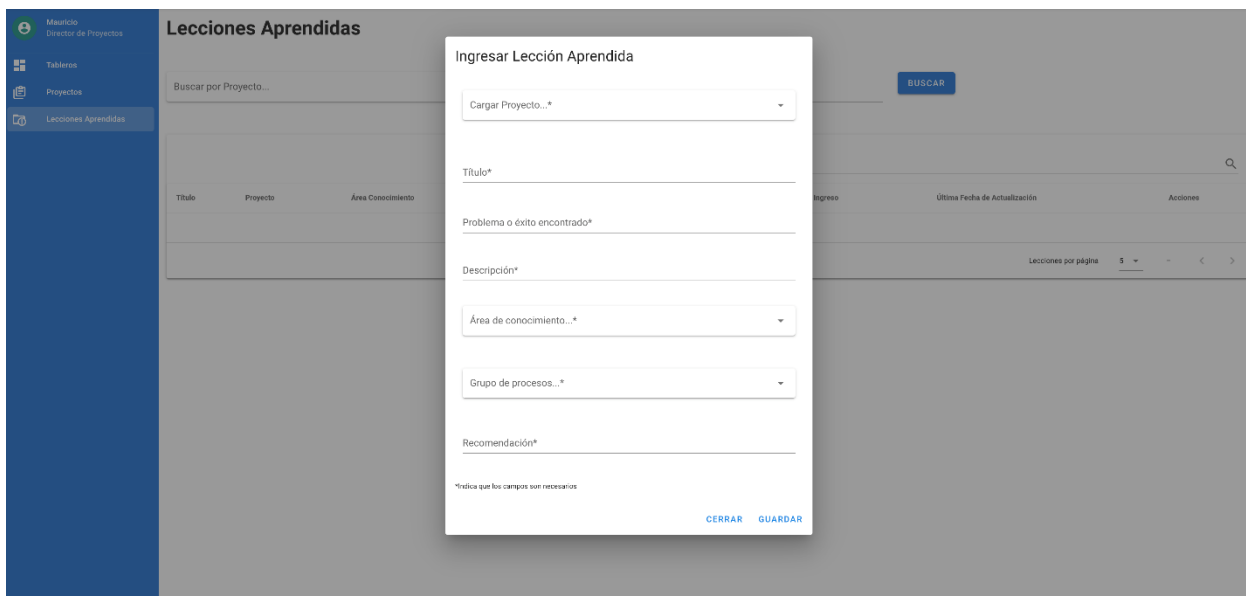 Mauricio
Director de Proyectos
Tableros
Proyectos
Lecciones Aprendidas
Lecciones Aprendidas
Buscar por Proyecto...
BUSCAR
Título Proyecto Área Conocimiento Ingreso Última Fecha de Actualización Acciones
Lecciones por página 5 –
Ingresar Lección Aprendida
Cargar Proyecto...*
Título*
Problema o éxito encontrado*
Descripción*
Área de conocimiento...*
Grupo de procesos...*
Recomendación*
*Indica que los campos son necesarios
CERRAR GUARDAR